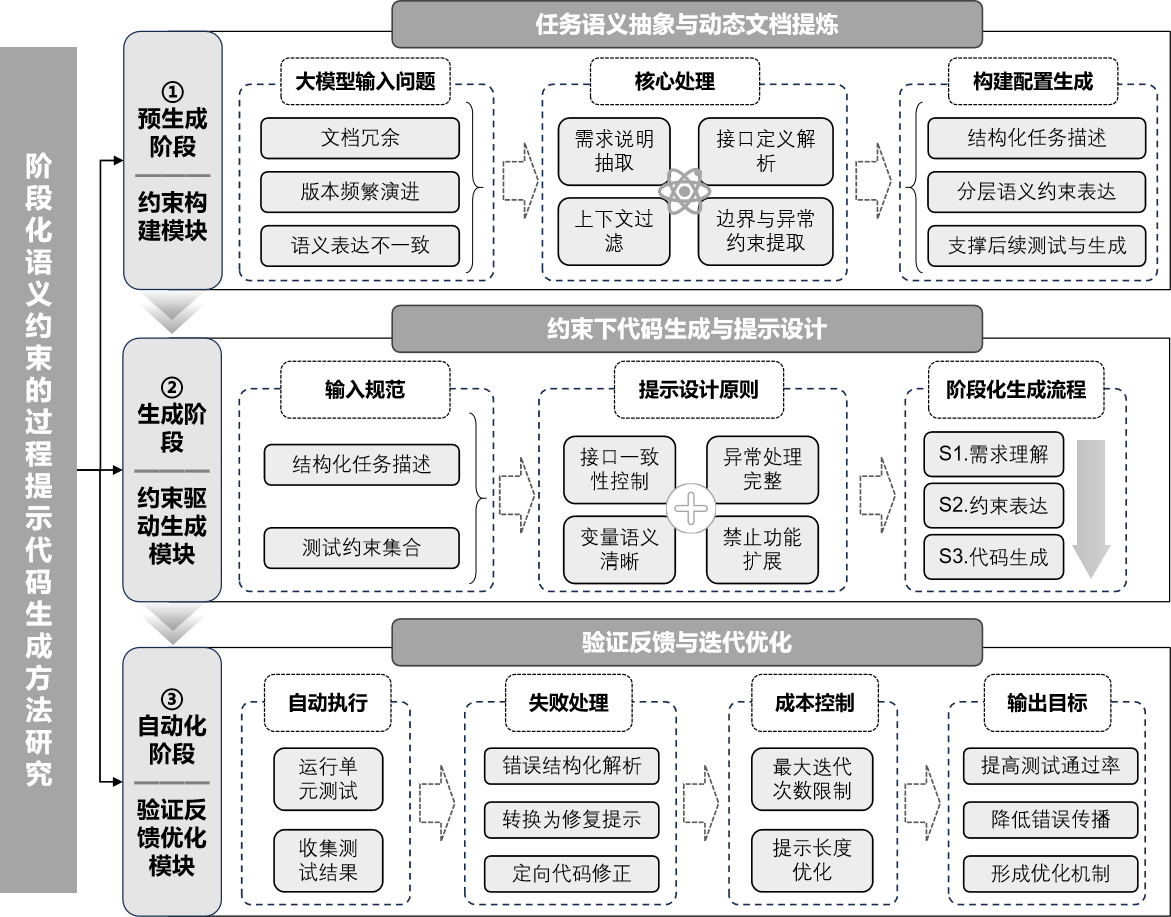 阶段化语义约束的过程提示代码生成方法研究
任务语义抽象与动态文档提炼
①
预生成
阶段
约束构
建模块
大模型输入问题
文档冗余
版本频繁演进
语义表达不一致
核心处理
需求说明
抽取
接口定义解
析
上下文过
滤
边界与异常
约束提取
构建配置生成
结构化任务描述
分层语义约束表达
支撑后续测试与生成
约束下代码生成与提示设计
②
生成阶
段
约束驱
动生成
模块
输入规范
结构化任务描述
测试约束集合
提示设计原则
接口一致
性控制
异常处理
完整
变量语义
清晰
禁止功能
扩展
阶段化生成流程
S1.需求理解
S2.约束表达
S3.代码生成
验证反馈与迭代优化
③
自动化
阶段
验证反
馈优化
模块
自动执行
运行单
元测试
收集测
试结果
失败处理
错误结构化解析
转换为修复提示
定向代码修正
成本控制
最大迭代
次数限制
提示长度
优化
输出目标
提高测试通过率
降低错误传播
形成优化机制